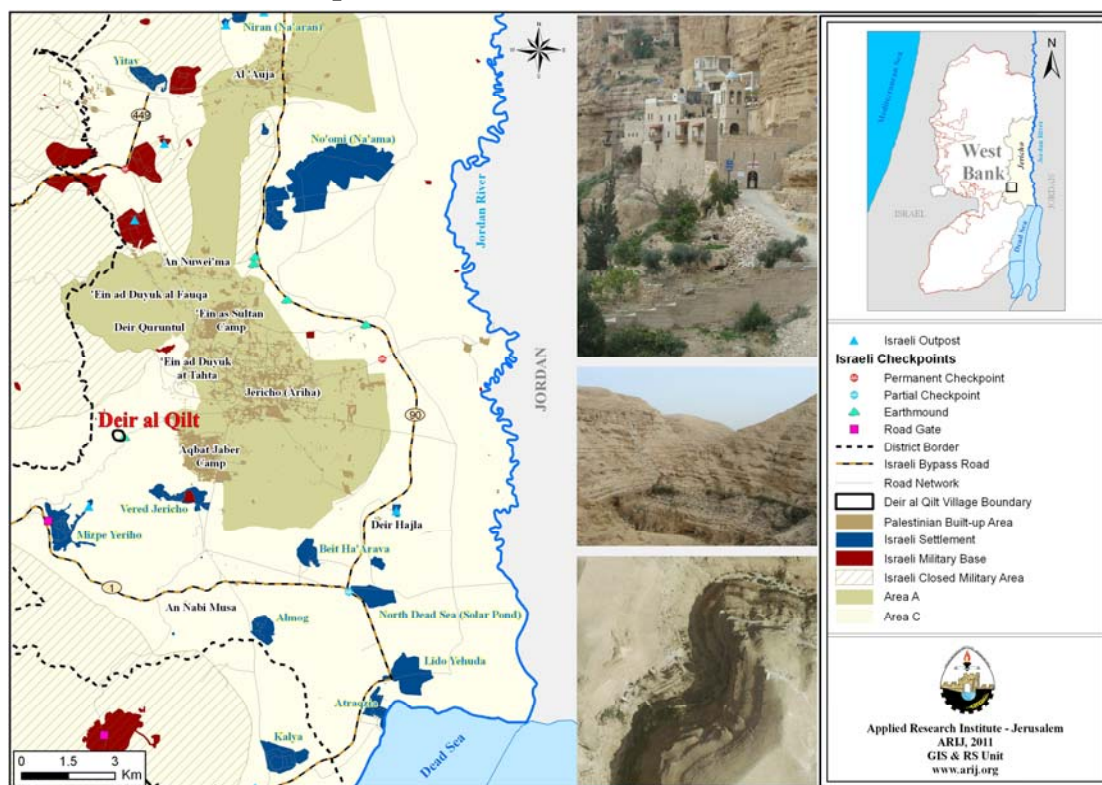 Niran (Na'aran)
Al 'Auja
Yitav
449
No'omi (Na'ama)
Jordan River
An Nuwei'ma
'Ein ad Duyuk al Fauqa
'Ein as Sultan
Camp
Deir Quruntul
'Ein ad Duyuk
at Tahta
Jericho (Ariha)
JORDAN
90
Deir al Qilt
Aqbat Jaber
Camp
Vered Jericho
Deir Hajla
Mizpe Yeriho
Beit Ha'Arava
1
An Nabi Musa
North Dead Sea (Solar Pond)
Almog
Lido Yehuda
Atraqzia
Kalya
Dead Sea
0 1.5 3
Km
N
Mediterranean Sea
West
Bank
Jericho
Jordan River
ISRAEL
JORDAN
Dead Sea
Israeli Outpost
Israeli Checkpoints
Permanent Checkpoint
Partial Checkpoint
Earthmound
Road Gate
District Border
Israeli Bypass Road
Road Network
Deir al Qilt Village Boundary
Palestinian Built-up Area
Israeli Settlement
Israeli Military Base
Israeli Closed Military Area
Area A
Area C
Applied Research Institute - Jerusalem
ARIJ, 2011
GIS & RS Unit
www.arij.org